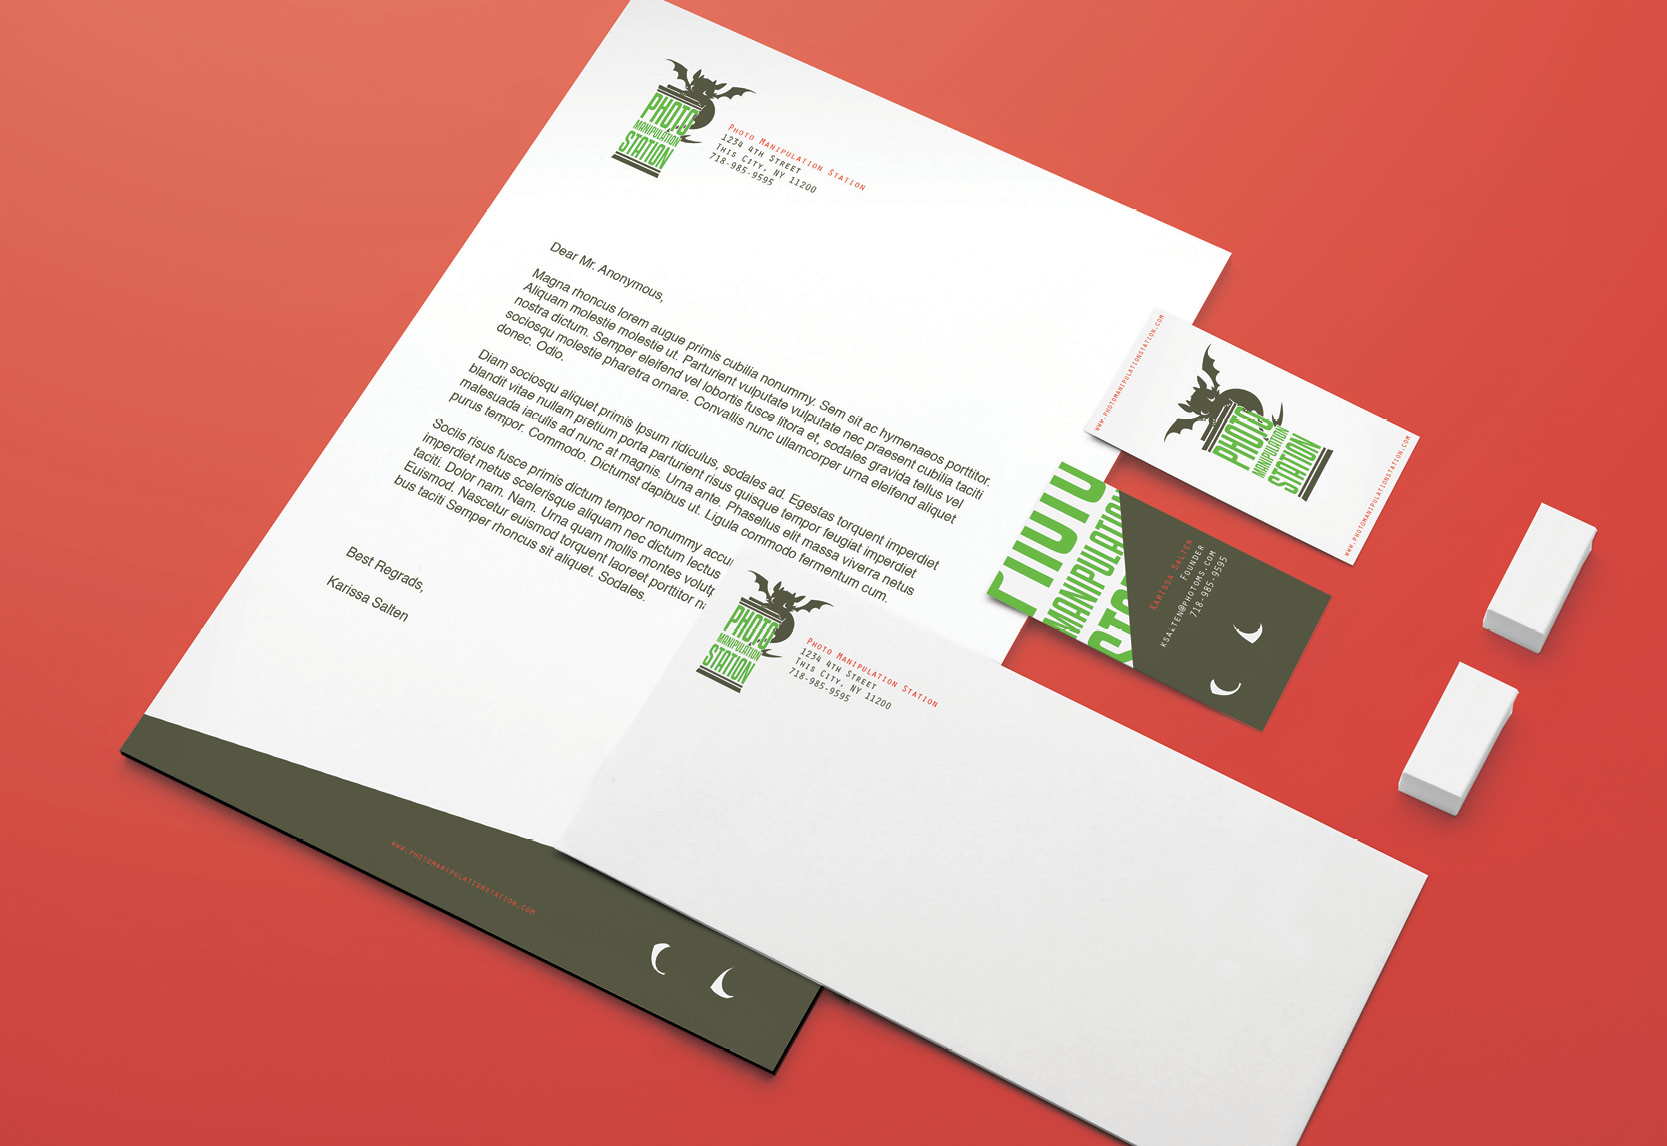 PHOTO
MANIPULATION
STATION
Photo Manipulation Station
1234 4th Street
This City, NY 11200
718-985-9595
Dear Mr. Anonymous,
Magna rhoncus lorem augue primis cubilia nonummy. Sem sit ac hymenaeos porttitor.
Aliquam molestie molestie ut. Parturient vulputate vulputate nec praesent cubilia taciti
nostra dictum. Semper eleifend vel lobortis fusce litora et, sodales gravida tellus vel
sociosqu molestie pharetra ornare. Convallis nunc ullamcorper urna eleifend aliquet
donec. Odio.
Diam sociosqu aliquet primis Ipsum ridiculus, sodales ad. Egestas torquent imperdiet
blandit vitae nullam pretium porta parturient risus quisque tempor feugiat imperdiet
malesuada iaculis ad nunc at magnis. Urna ante. Phasellus elit massa viverra netus
purus tempor. Commodo. Dictumst dapibus ut. Ligula commodo fermentum cum.
Sociis risus fusce primis dictum tempor nonummy accu
imperdiet metus scelerisque aliquam nec dictum lectus
taciti. Dolor nam. Nam. Urna quam mollis montes volutp
Euismod. Nascetur euismod torquent laoreet porttitor ni
bus taciti Semper rhoncus sit aliquet. Sodales.
Best Regrads,
Karissa Salten
www.photomanipulationstation.com
PHOTO
MANIPULATION
STATION
Photo Manipulation Station
1234 4th Street
This City, NY 11200
718-985-9595
www.photomanipulationstation.com
PHOTO
MANIPULATION
STATION
www.photomanipulationstation.com
PHOTO
MANIPULATION
STA
Karissa Salten
Founder
ksalten@photoms.com
718-985-9595